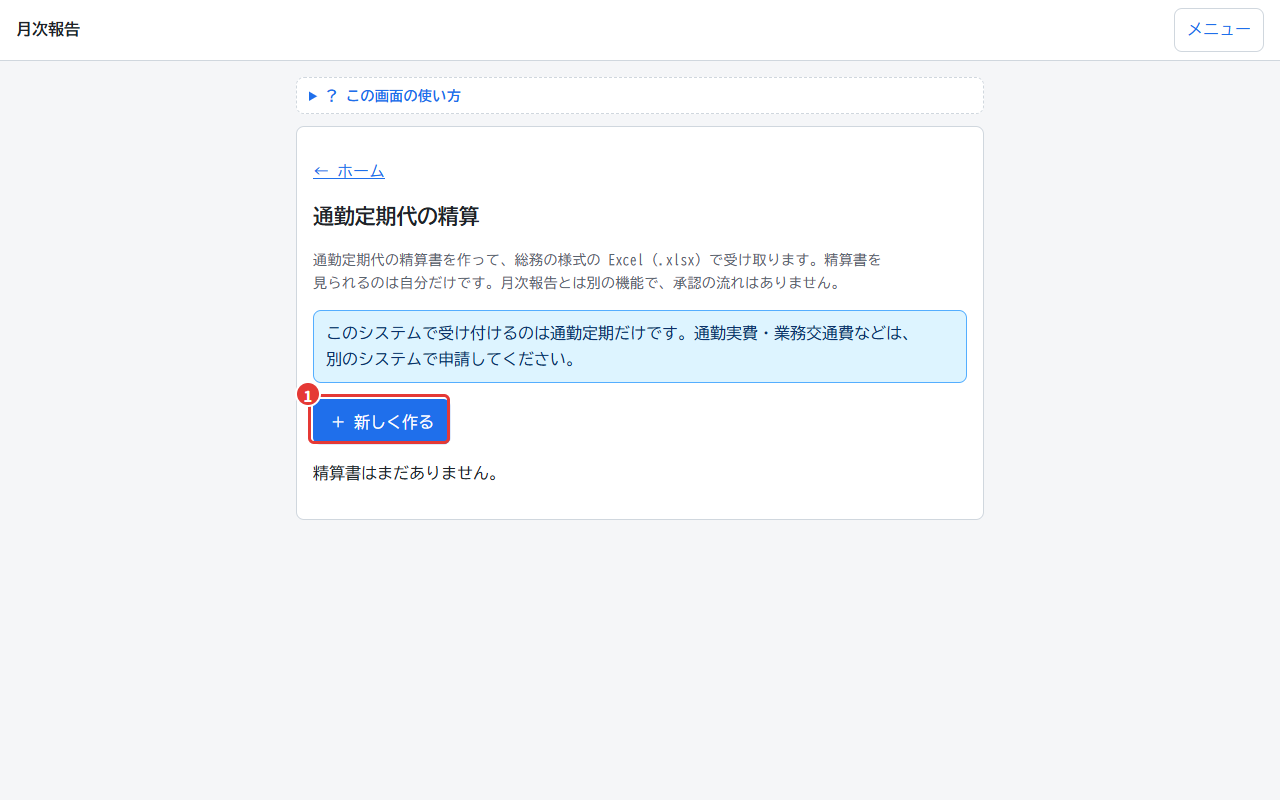 月次報告
メニュー
▶ ? この画面の使い方
← ホーム
通勤定期代の精算
通勤定期代の精算書を作って、総務の様式の Excel (.xlsx) で受け取ります。精算書を
見られるのは自分だけです。月次報告とは別の機能で、承認の流れはありません。
このシステムで受け付けるのは通勤定期だけです。通勤実費・業務交通費などは、
別のシステムで申請してください。
1
＋ 新しく作る
精算書はまだありません。